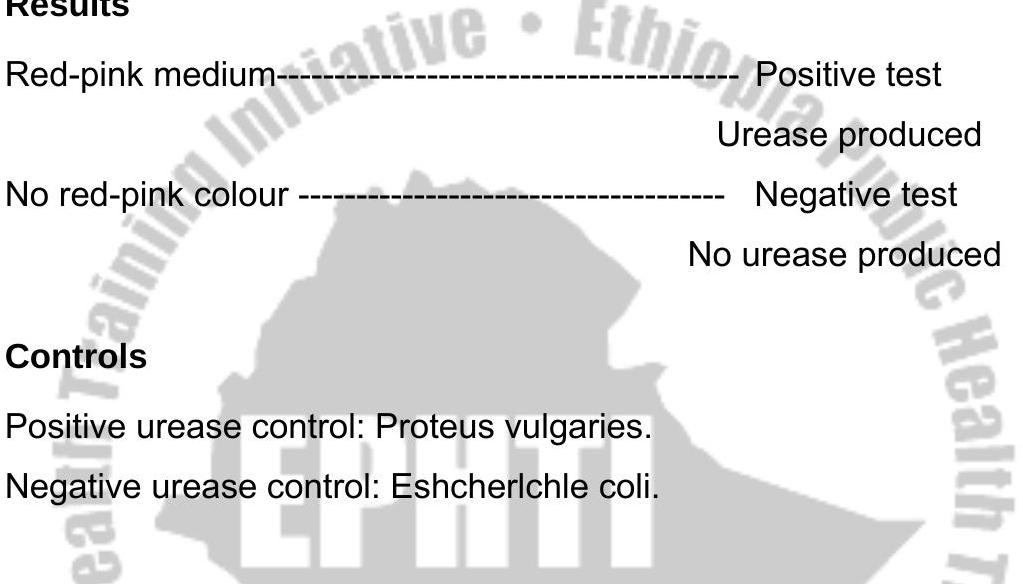 Results
Red-pink medium---------------------------------------- Positive test
Urease produced
No red-pink colour ------------------------------------- Negative test
No urease produced
Controls
Positive urease control: Proteus vulgaries.
Negative urease control: Eshcherlchle coli.
ealth Training Initiative • Ethiopia Public Health T
EPHTI